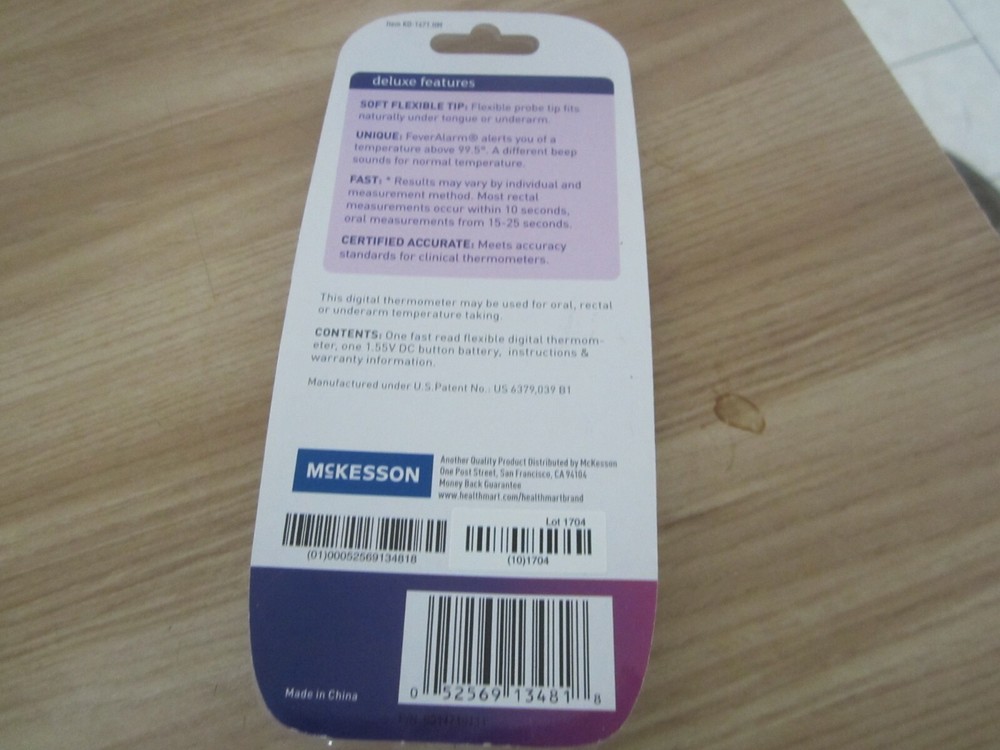 deluxe features
SOFT FLEXIBLE TIP: Flexible probe tip fits
naturally under tongue or underarm.
UNIQUE: FeverAlarm® alerts you of a
temperature above 99.5°. A different beep
sounds for normal temperature.
FAST: * Results may vary by individual and
measurement method. Most rectal
measurements occur within 10 seconds,
oral measurements from 15-25 seconds.
CERTIFIED ACCURATE: Meets accuracy
standards for clinical thermometers.
This digital thermometer may be used for oral, rectal
or underarm temperature taking.
CONTENTS: One fast read flexible digital thermom-
eter, one 1.55V DC button battery, instructions &
warranty information.
Manufactured under U.S.Patent No.: US 6379,039 B1
MCKESSON
Another Quality Product Distributed by McKesson
One Post Street, San Francisco, CA 94104
Money Back Guarantee
www.healthmart.com/healthmartbrand
Lot 1704
(01)00052569134818
(10)1704
0 52569 13481 8
Made in China